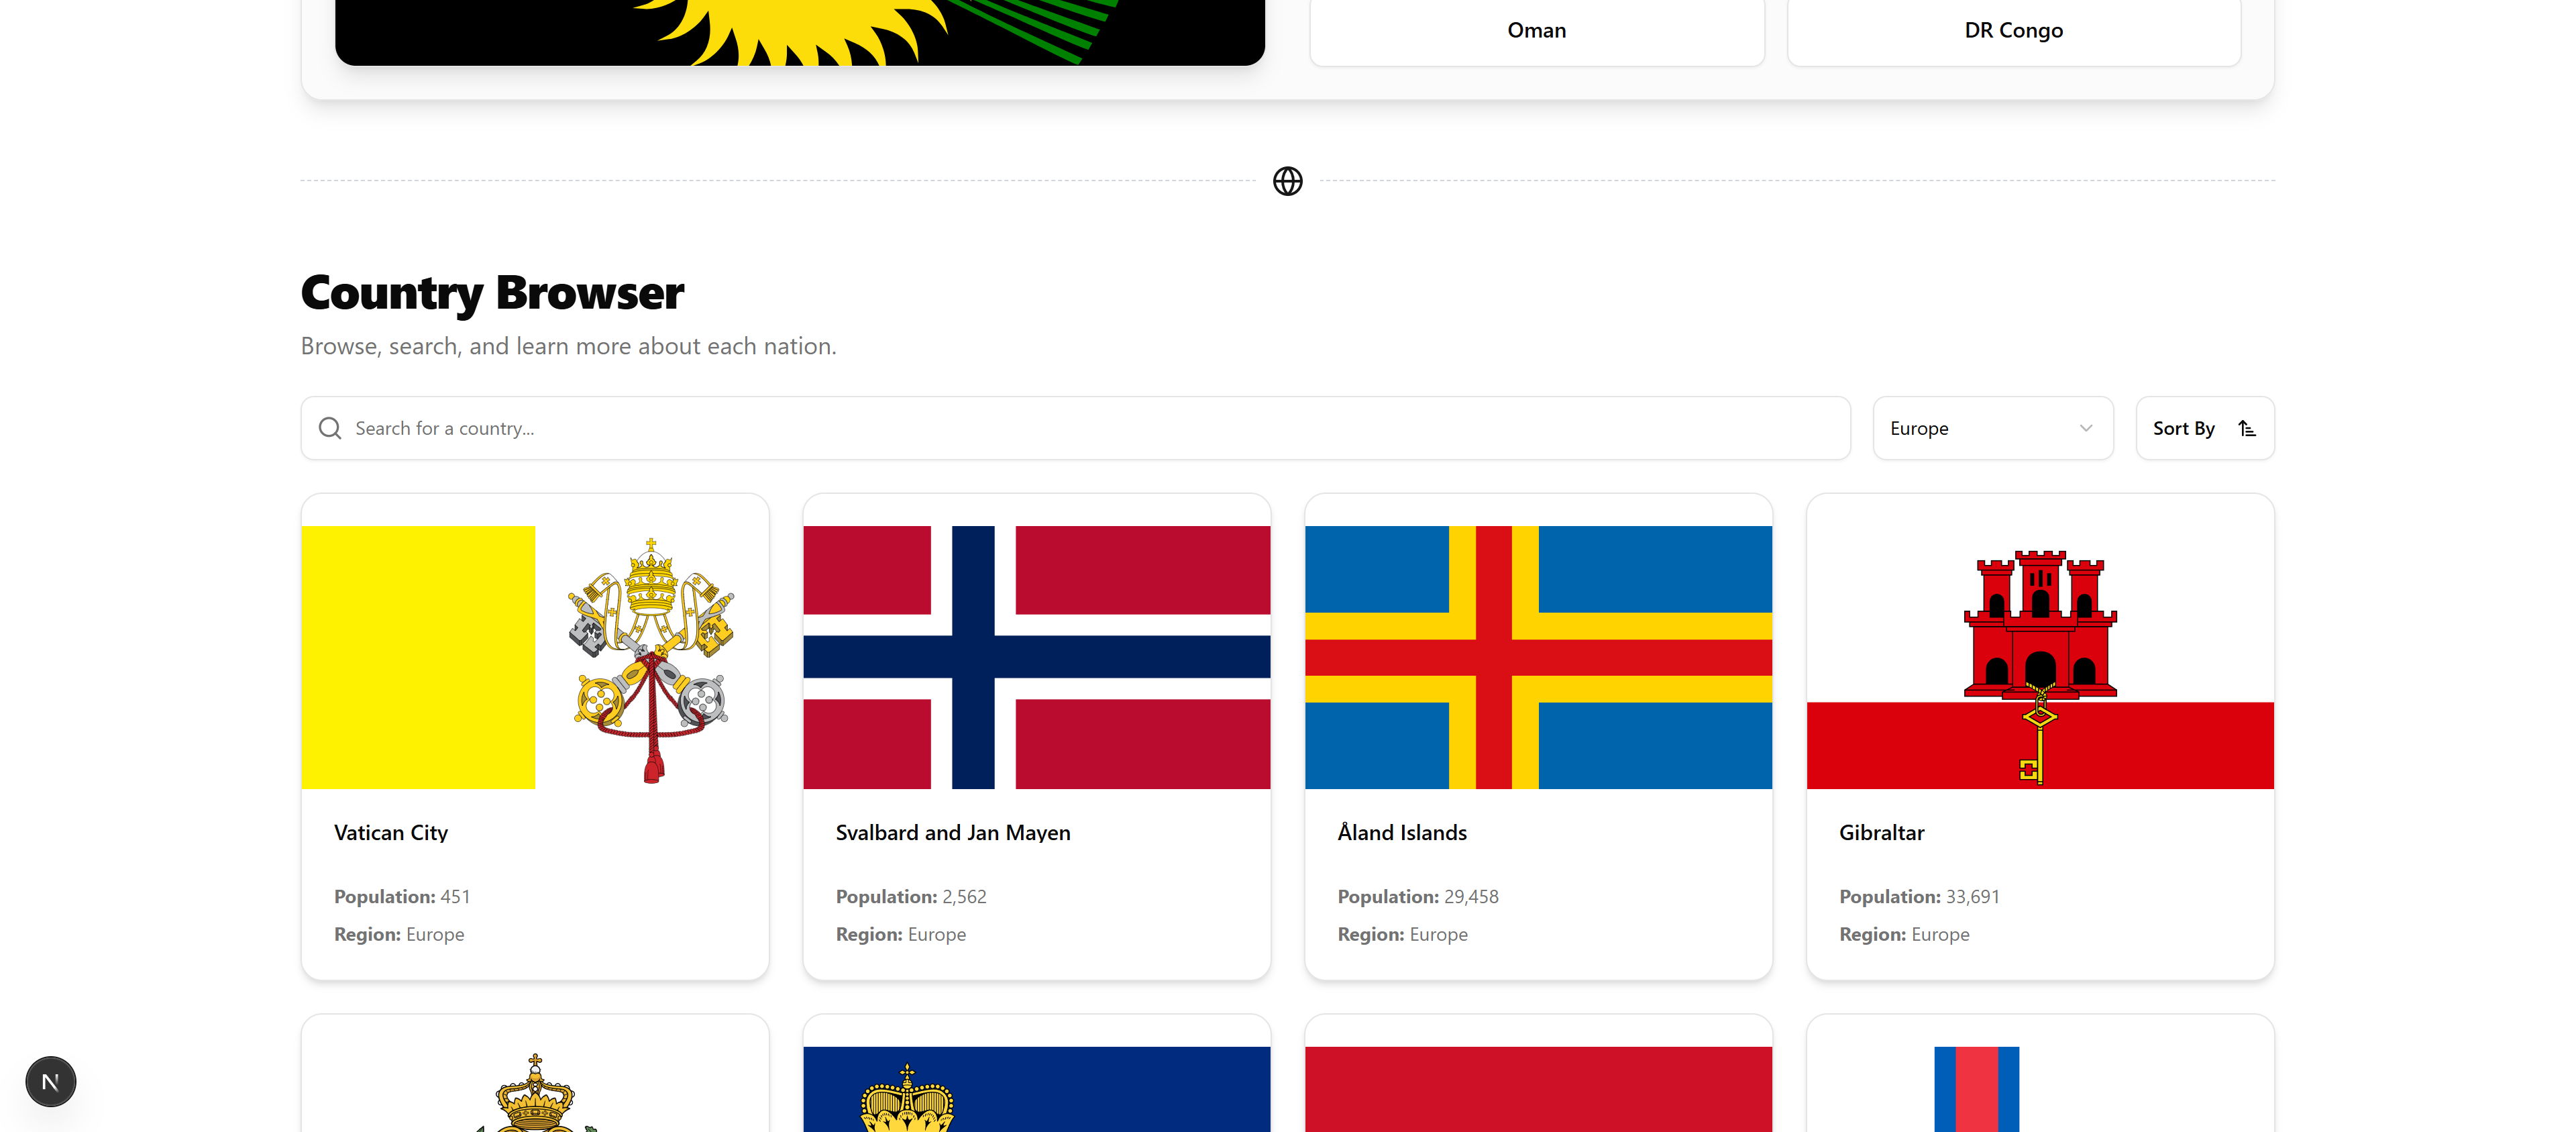 Oman
DR Congo
Country Browser
Browse, search, and learn more about each nation.
Search for a country...
Europe
Sort By
Vatican City
Population: 451
Region: Europe
Svalbard and Jan Mayen
Population: 2,562
Region: Europe
Åland Islands
Population: 29,458
Region: Europe
Gibraltar
Population: 33,691
Region: Europe
N